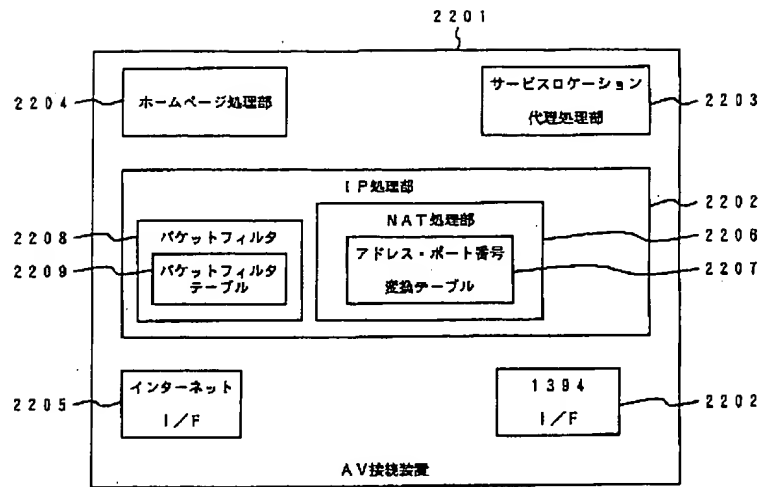 2201
2204
ホームページ処理部
サービスロケーション
代理処理部
2203
IP処理部
2202
NAT処理部
2208
パケットフィルタ
2206
2209
パケットフィルタ
テーブル
アドレス・ポート番号
変換テーブル
2207
インターネット
I/F
2205
1394
I/F
2202
AV接続装置